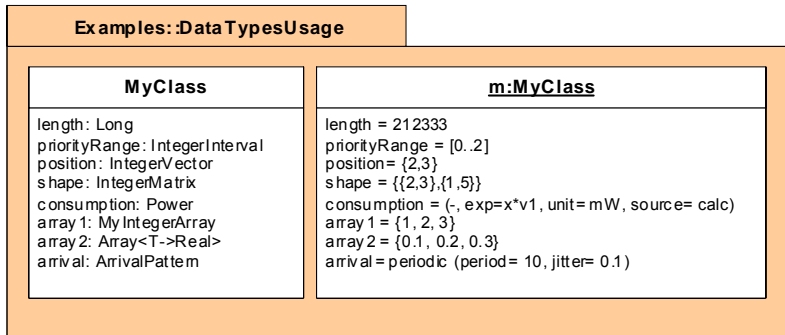 Examples::DataTypesUsage
MyClass
length: Long
priorityRange: IntegerInterval
position: IntegerVector
shape: IntegerMatrix
consumption: Power
array1: MyIntegerArray
array2: Array<T->Real>
arrival: ArrivalPattern
m:MyClass
length = 212333
priorityRange = [0..2]
position= {2,3}
shape = {{2,3},{1,5}}
consumption = (-, exp=x*v1, unit= mW, source= calc)
array1 = {1, 2, 3}
array2 = {0.1, 0.2, 0.3}
arrival = periodic (period= 10, jitter= 0.1)